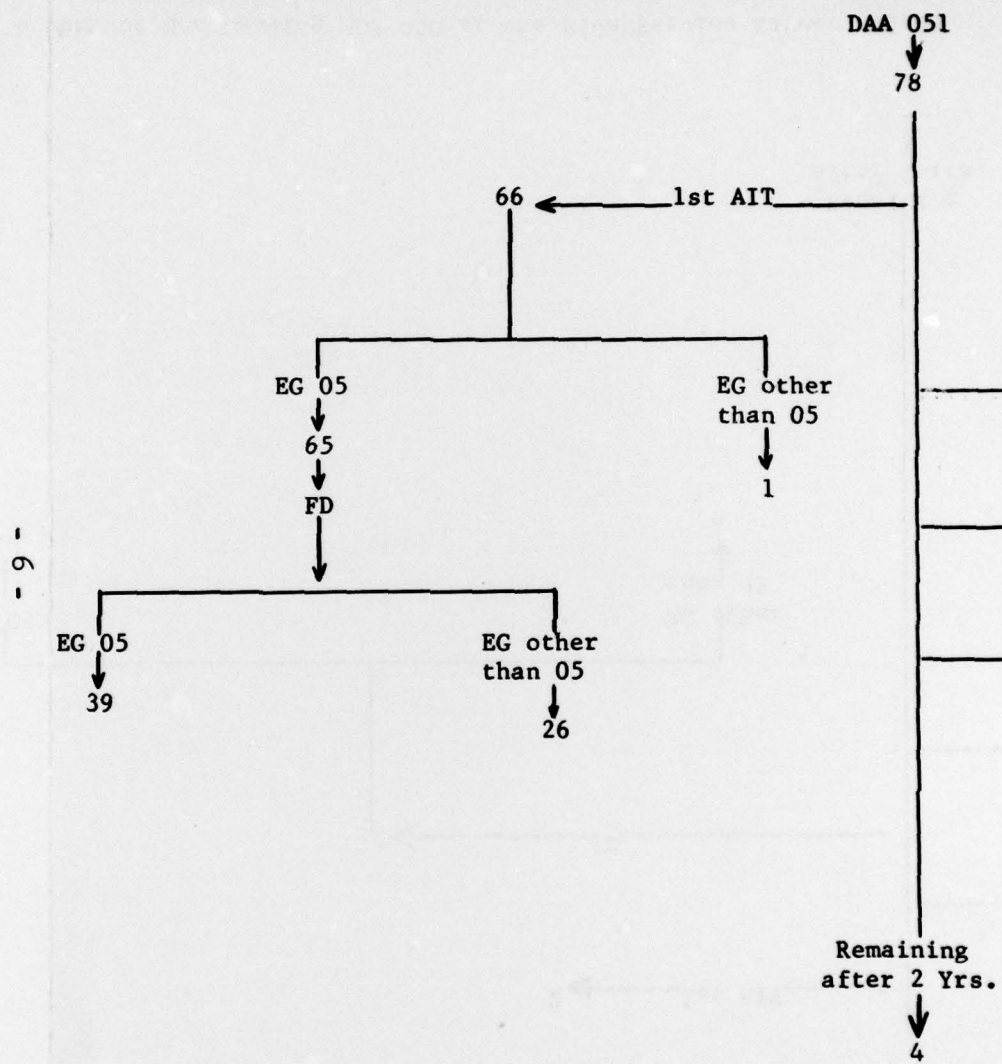 DAA 051
78
66
1st AIT
EG 05
EG other
than 05
65
1
FD
- 9 -
EG 05
EG other
than 05
39
26
Remaining
after 2 Yrs.
4